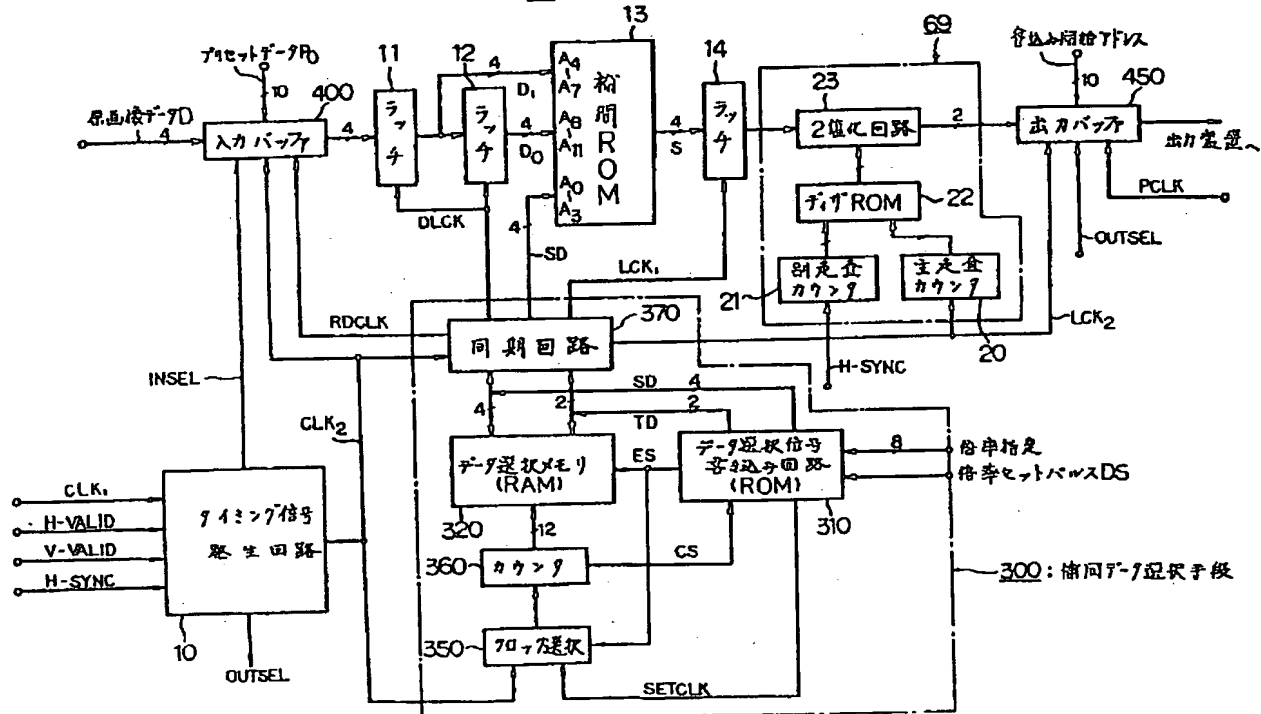 プリセットデータP0
10
400
原画像データD
4
入力バッファ
4
11
ラッチ
12
ラッチ
4
D1
4
D0
13
A4
A7
A8
A11
A0
A3
補間ROM
4
S
14
ラッチ
69
23
2値化回路
2
書込み開始アドレス
10
450
出力バッファ
出力装置へ
PCLK
OUTSEL
ディザROM
22
副走査カウンタ
21
主走査カウンタ
20
LCK2
H-SYNC
DLCK
4
SD
LCK1
RDCLK
370
同期回路
INSEL
CLK2
4
2
SD
4
2
TD
データ選択メモリ
(RAM)
320
ES
データ選択信号
書き込み回路
(ROM)
310
8
倍率指定
倍率セットパルスDS
12
CS
360
カウンタ
300:補間データ選択手段
350
クロック選択
SETCLK
CLK1
H-VALID
V-VALID
H-SYNC
タイミング信号
発生回路
10
OUTSEL